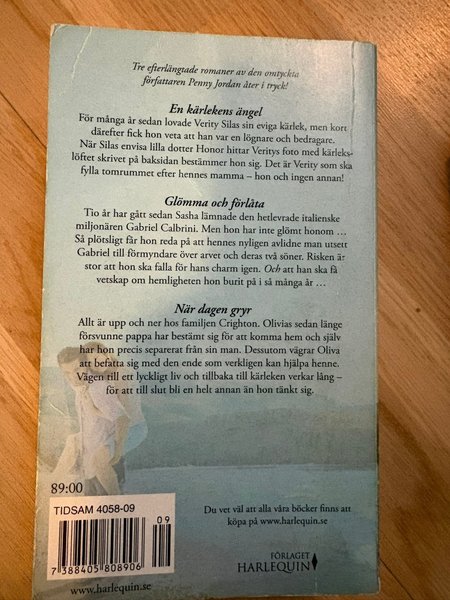 Tre efterlängtade romaner av den omtyckta
författaren Penny Jordan åter i tryck!
En kärlekens ängel
För många år sedan lovade Verity Silas sin eviga kärlek, men kort
därefter fick hon veta att han var en lögnare och bedragare.
När Silas envisa lilla dotter Honor hittar Veritys foto med kärleks-
löftet skrivet på baksidan bestämmer hon sig. Det är Verity som ska
fylla tomrummet efter hennes mamma – hon och ingen annan!
Glömma och förlåta
Tio år har gått sedan Sasha lämnade den hetlevrade italienske
miljonären Gabriel Calbrini. Men hon har inte glömt honom …
Så plötsligt får hon reda på att hennes nyligen avlidne man utsett
Gabriel till förmyndare över arvet och deras två söner. Risken är
stor att hon ska falla för hans charm igen. Och att han ska få
vetskap om hemligheten hon burit på i så många år …
När dagen gryr
Allt är upp och ner hos familjen Crighton. Olivias sedan länge
försvunne pappa har bestämt sig för att komma hem och själv
har hon precis separerat från sin man. Dessutom vägrar Oliva
att befatta sig med den ende som verkligen kan hjälpa henne.
Vägen till ett lyckligt liv och tillbaka till kärleken verkar lång –
för att till slut bli en helt annan än hon tänkt sig.
89:00
TIDSAM 4058-09
09
7 388405 808906
www.harlequin.se
Du vet väl att alla våra böcker finns att
köpa på www.harlequin.se
FÖRLAGET
HARLEQUIN